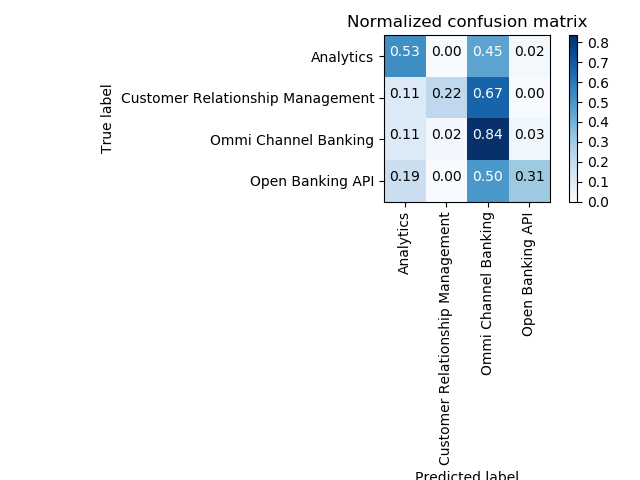 Normalized confusion matrix
True label
Analytics 0.53 0.00 0.45 0.02
Customer Relationship Management 0.11 0.22 0.67 0.00
Ommi Channel Banking 0.11 0.02 0.84 0.03
Open Banking API 0.19 0.00 0.50 0.31
Analytics
Customer Relationship Management
Ommi Channel Banking
Open Banking API
Predicted label
0.8
0.7
0.6
0.5
0.4
0.3
0.2
0.1
0.0